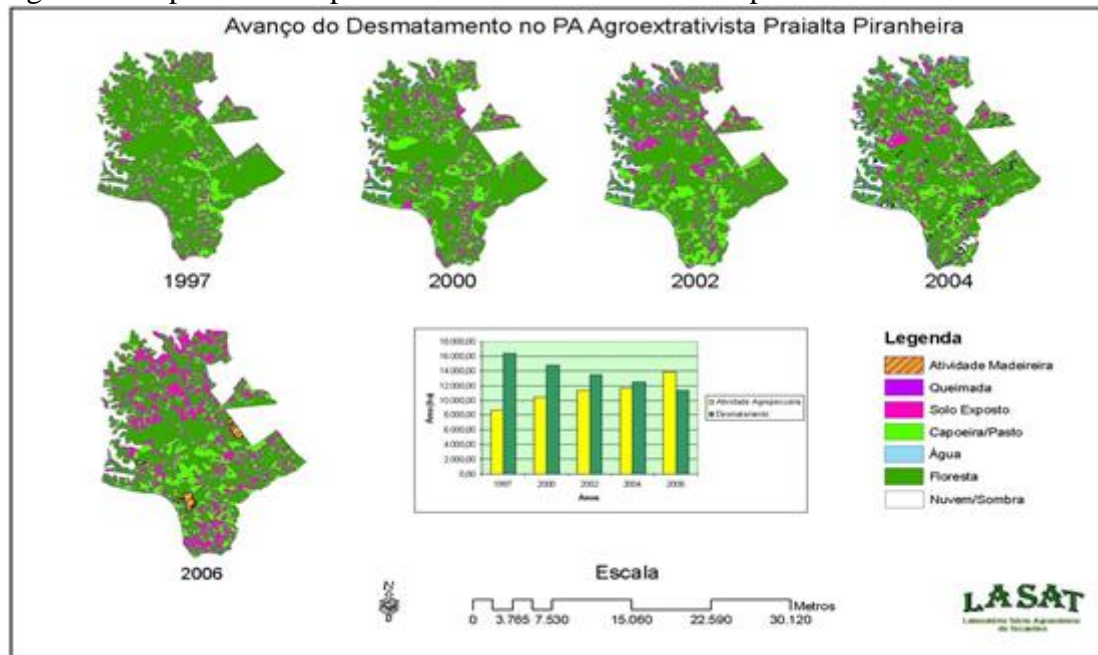 Avanço do Desmatamento no PA Agroextrativista Praialta Piranheira
1997
2000
2002
2004
2006
18.000,00
16.000,00
14.000,00
12.000,00
10.000,00
8.000,00
6.000,00
4.000,00
2.000,00
0,00
1997
2000
2002
2004
2006
Anos
Atividade Agropecuária
Desmatamento
Legenda
Atividade Madeireira
Queimada
Solo Exposto
Capoeira/Pasto
Água
Floresta
Nuvem/Sombra
Escala
N
0 3.765 7.530 15.060 22.590 30.120
Metros
LASAT